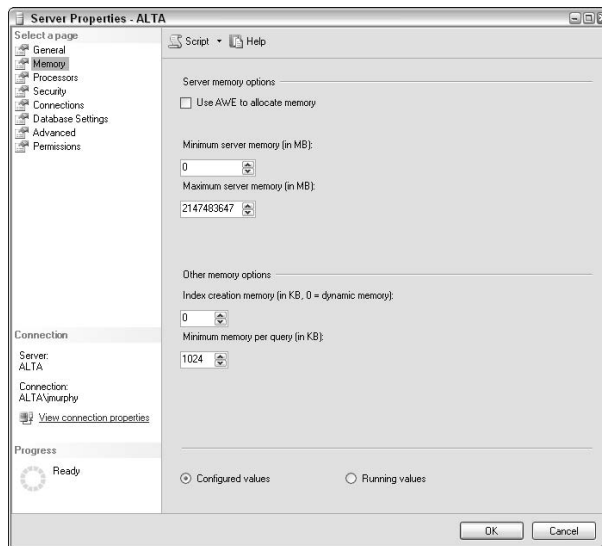 Server Properties - ALTA
Select a page
General
Memory
Processors
Security
Connections
Database Settings
Advanced
Permissions
Script Help
Server memory options
Use AWE to allocate memory
Minimum server memory (in MB):
0
Maximum server memory (in MB):
2147483647
Other memory options
Index creation memory (in KB, 0 = dynamic memory):
0
Minimum memory per query (in KB):
1024
Connection
Server:
ALTA
Connection:
ALTA\jmurphy
View connection properties
Progress
Ready
Configured values Running values
OK Cancel